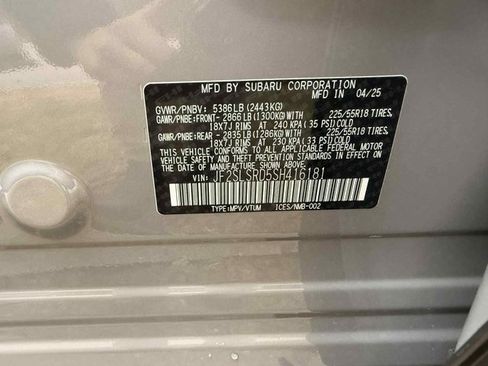 MFD BY SUBARU CORPORATION
MFD IN 04/25
GVWR/PNBV: 5386LB (2443KG)
GAWR/PNBE:FRONT- 2866LB(1300KG)WITH 225/55R18 TIRES,
18X7J RIMS AT 240 KPA(35 PSI)COLD
GAWR/PNBE:REAR - 2835LB(1286KG)WITH 225/55R18 TIRES,
18X7J RIMS AT 230 KPA(33 PSI)COLD
THIS VEHICLE CONFORMS TO ALL APPLICABLE FEDERAL MOTOR
VEHICLE SAFETY, BUMPER, AND THEFT PREVENTION STANDARDS
IN EFFECT ON THE DATE OF MANUFACTURE SHOWN ABOVE.
VIN: JF2SLSRD5SH416181
TYPE:MPV/VTUM ICES/NMB-002